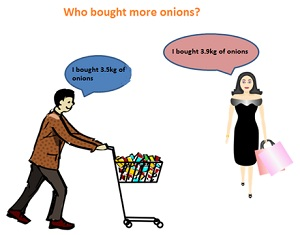 Who bought more onions?
I bought 3.5kg of
onions
I bought 3.9kg of onions